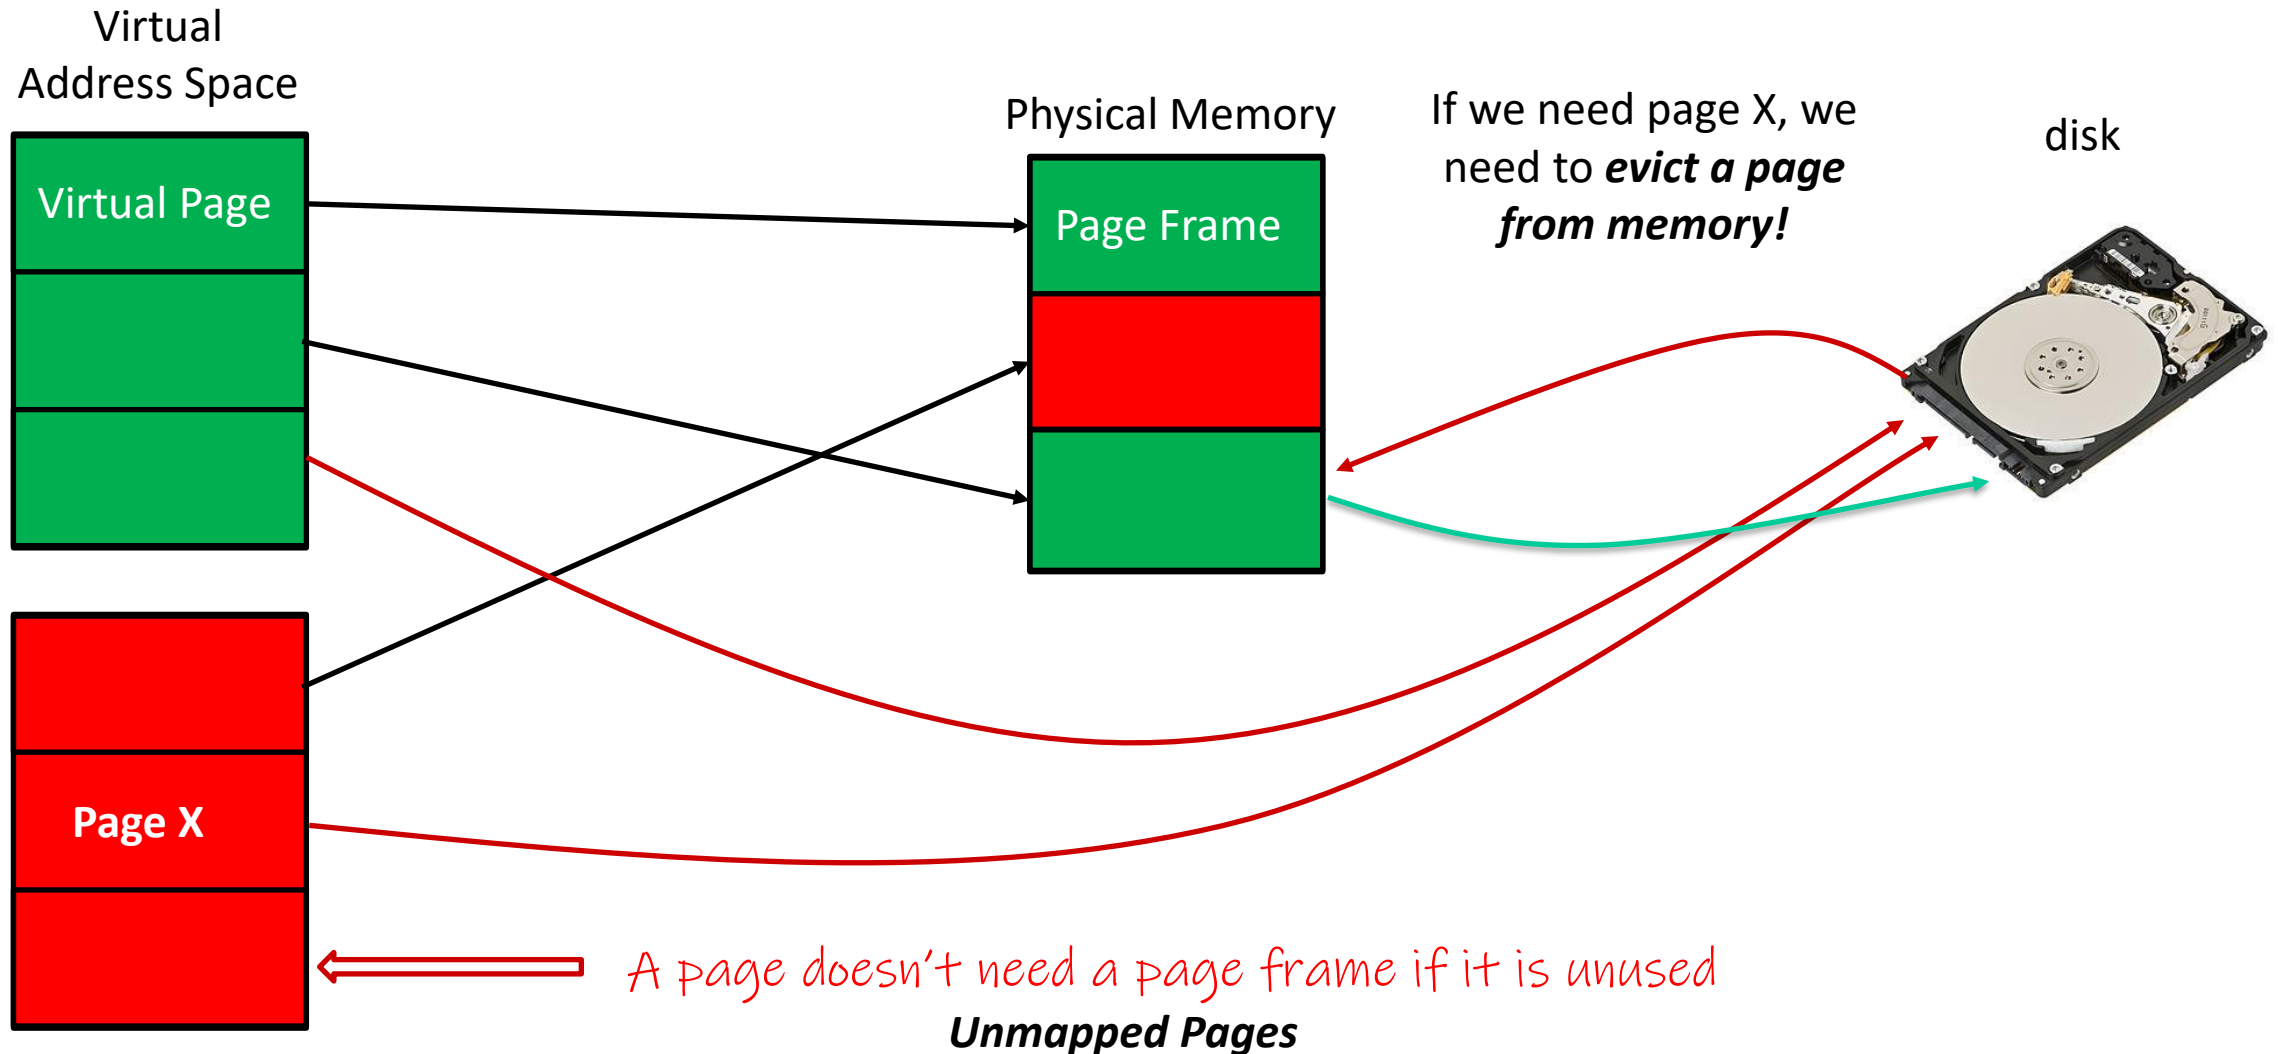 Virtual
Address Space
Virtual Page
Physical Memory
Page Frame
If we need page X, we
need to evict a page
from memory!
disk
Page X
A page doesn't need a page frame if it is unused
Unmapped Pages